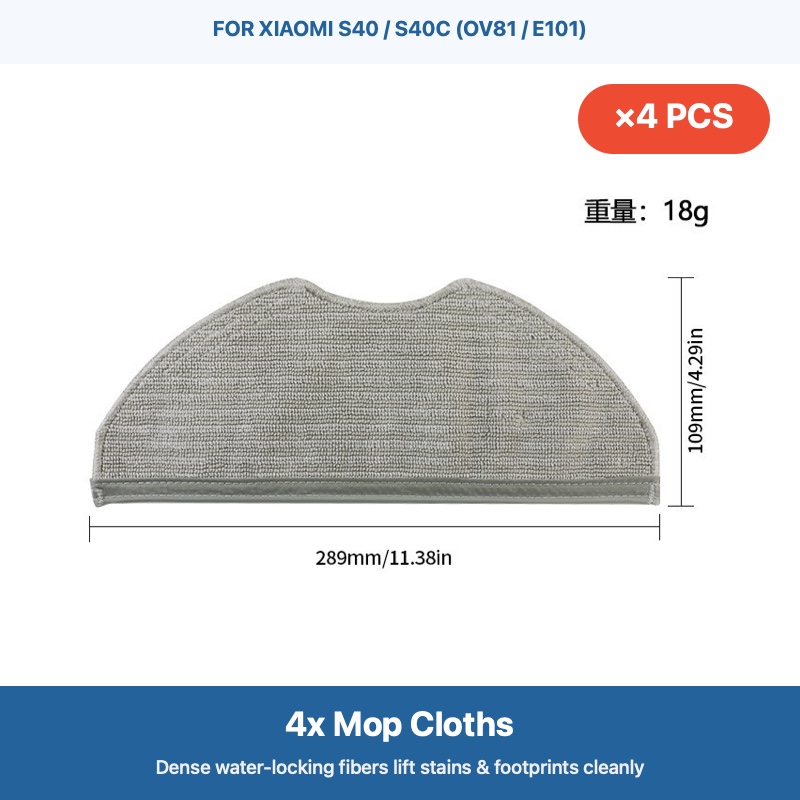 FOR XIAOMI S40 / S40C (OV81 / E101)
×4 PCS
重量：18g
109mm/4.29in
289mm/11.38in
4x Mop Cloths
Dense water-locking fibers lift stains & footprints cleanly